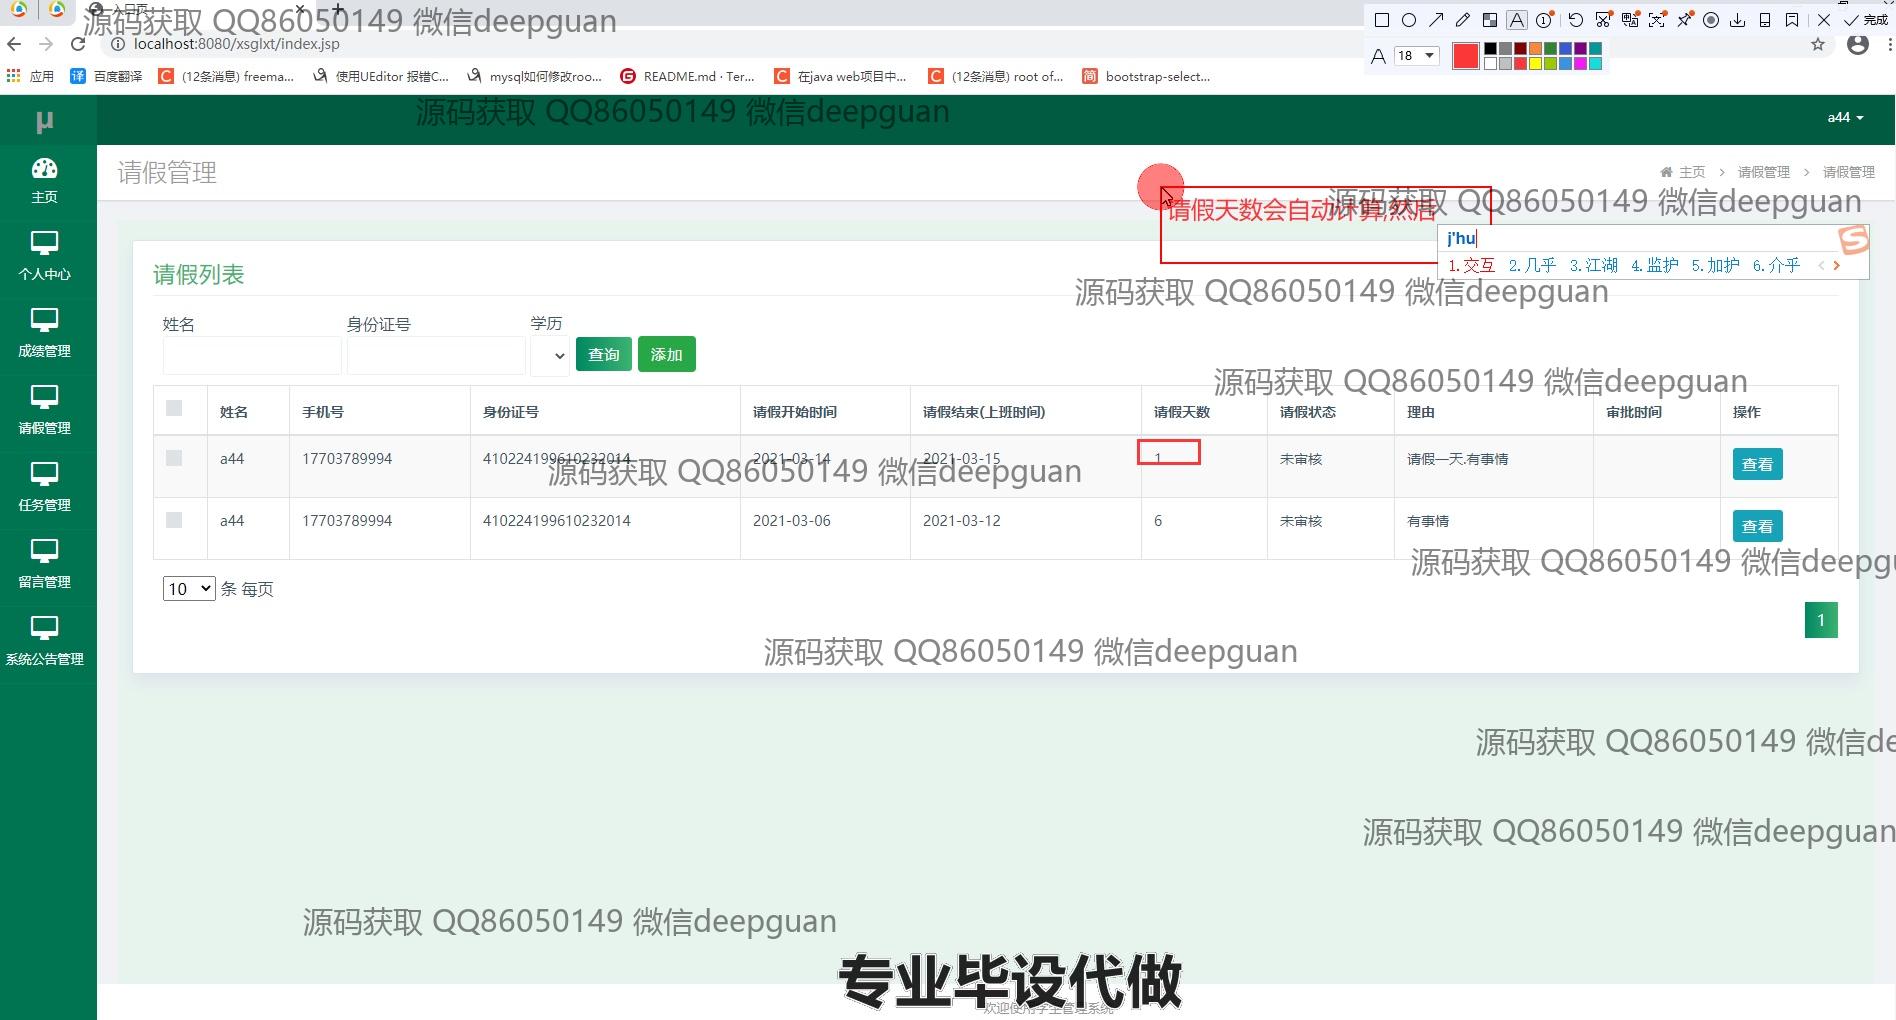 入口页
源码获取 QQ86050149 微信deepguan
localhost:8080/xsglxt/index.jsp
完成
A 18
应用 百度翻译 (12条消息) freema... 使用UEditor 报错C... mysql如何修改roo... README.md · Ter... 在java web项目中... (12条消息) root of... bootstrap-select...
源码获取 QQ86050149 微信deepguan
μ
a44
主页
个人中心
成绩管理
请假管理
任务管理
留言管理
系统公告管理
请假管理
主页 > 请假管理 > 请假管理
请假天数会自动计算然后
源码获取 QQ86050149 微信deepguan
j'hu
1.交互 2.几乎 3.江湖 4.监护 5.加护 6.介乎
请假列表
源码获取 QQ86050149 微信deepguan
姓名 身份证号 学历
查询 添加
源码获取 QQ86050149 微信deepguan
姓名 手机号 身份证号 请假开始时间 请假结束(上班时间) 请假天数 请假状态 理由 审批时间 操作
a44 17703789994 410224199610232014 2021-03-14 2021-03-15 1 未审核 请假一天.有事情 查看
源码获取 QQ86050149 微信deepguan
a44 17703789994 410224199610232014 2021-03-06 2021-03-12 6 未审核 有事情 查看
源码获取 QQ86050149 微信deepgu
10 条 每页
1
源码获取 QQ86050149 微信deepguan
源码获取 QQ86050149 微信de
源码获取 QQ86050149 微信deepguan
源码获取 QQ86050149 微信deepguan
专业毕设代做
欢迎使用学生管理系统